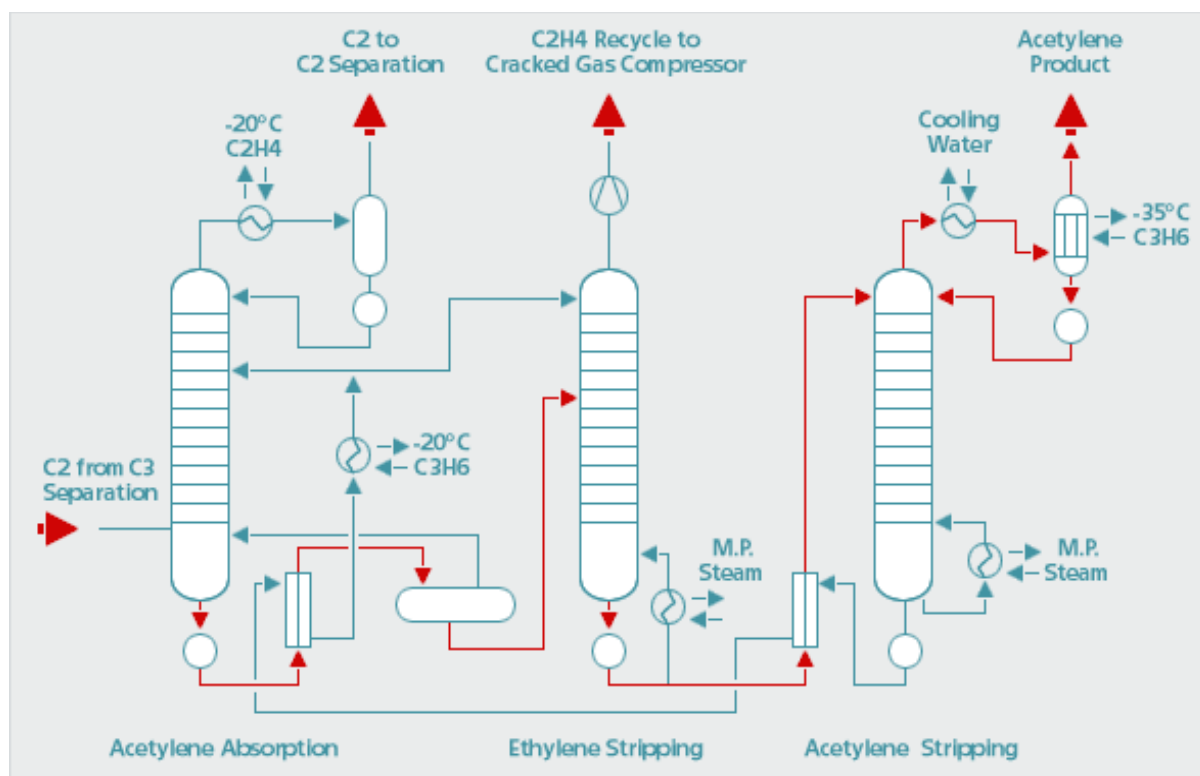 C2 to
C2 Separation
C2H4 Recycle to
Cracked Gas Compressor
Acetylene
Product
-20°C
C2H4
Cooling
Water
-35°C
C3H6
-20°C
C3H6
C2 from C3
Separation
M.P.
Steam
M.P.
Steam
Acetylene Absorption
Ethylene Stripping
Acetylene Stripping